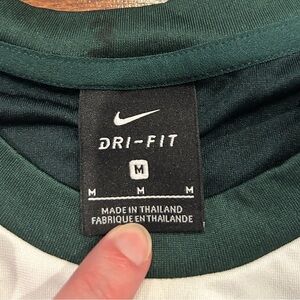 DRI-FIT
M
M M M
MADE IN THAILAND
FABRIQUE EN THAILANDE